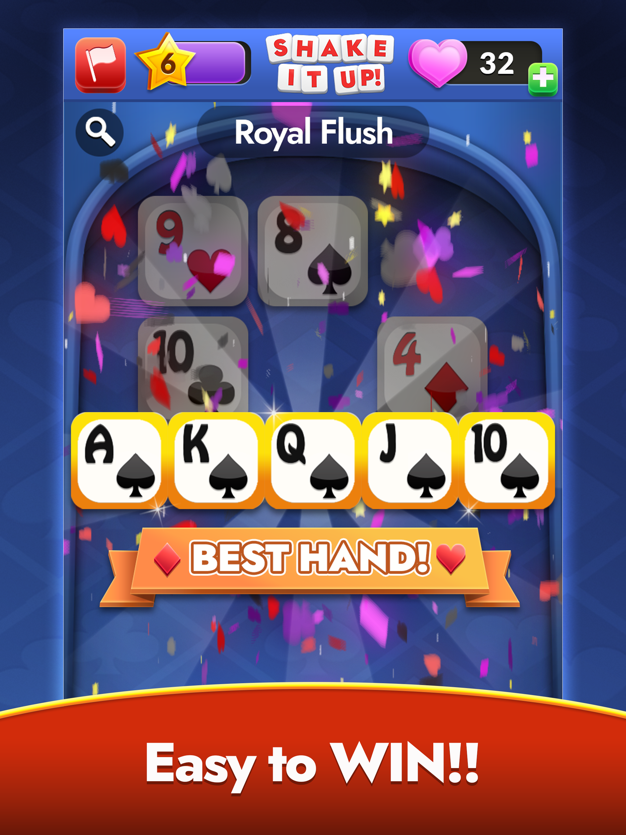 6
SHAKE
IT UP!
32
Royal Flush
9
8
10
4
A K Q J 10
BEST HAND!
Easy to WIN!!